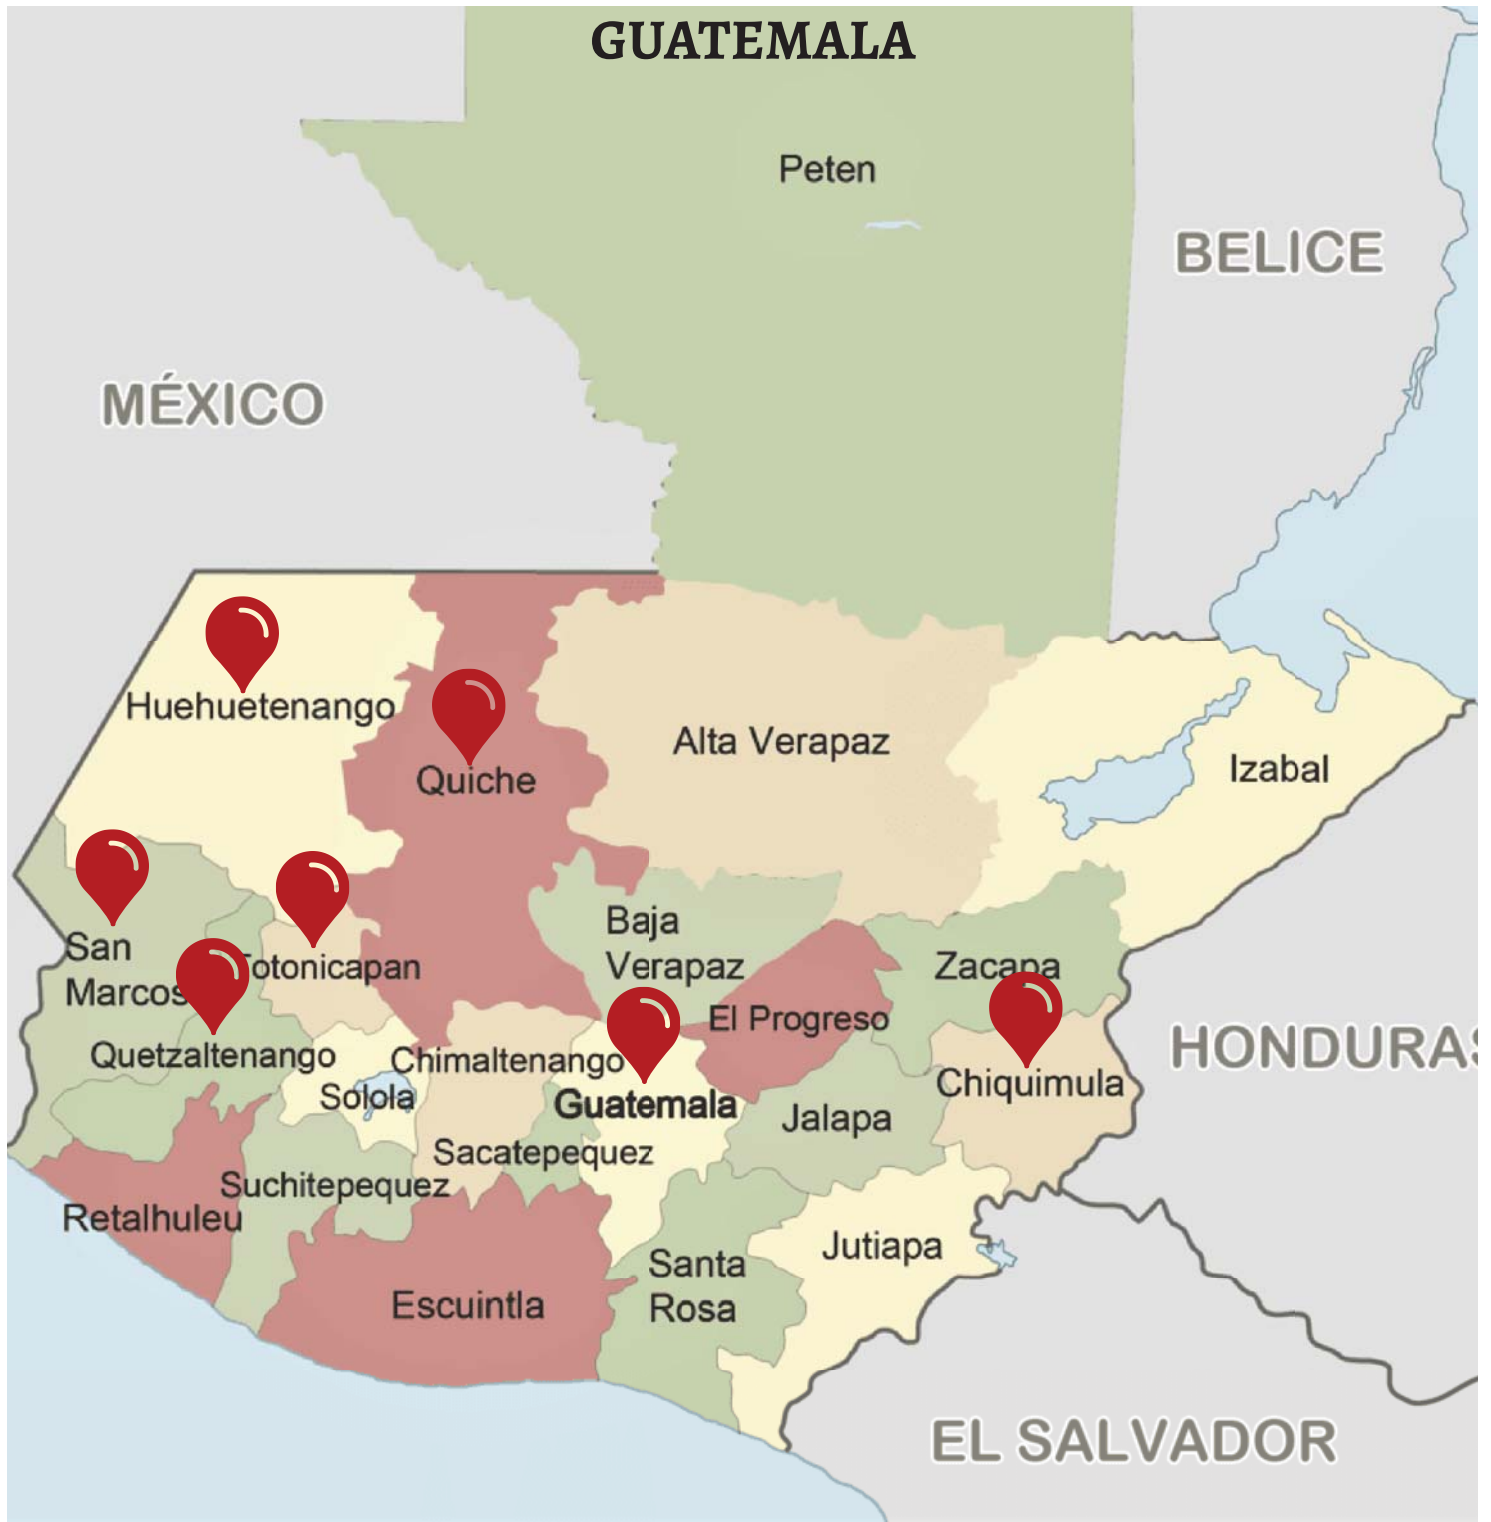 GUATEMALA
Peten
BELICE
MÉXICO
Huehuetenango
Quiche
Alta Verapaz
Izabal
San
Marcos
Totonicapan
Baja
Verapaz
Zacapa
El Progreso
HONDURAS
Quetzaltenango
Chimaltenango
Solola
Guatemala
Chiquimula
Jalapa
Sacatepequez
Suchitepequez
Retalhuleu
Jutiapa
Santa
Rosa
Escuintla
EL SALVADOR